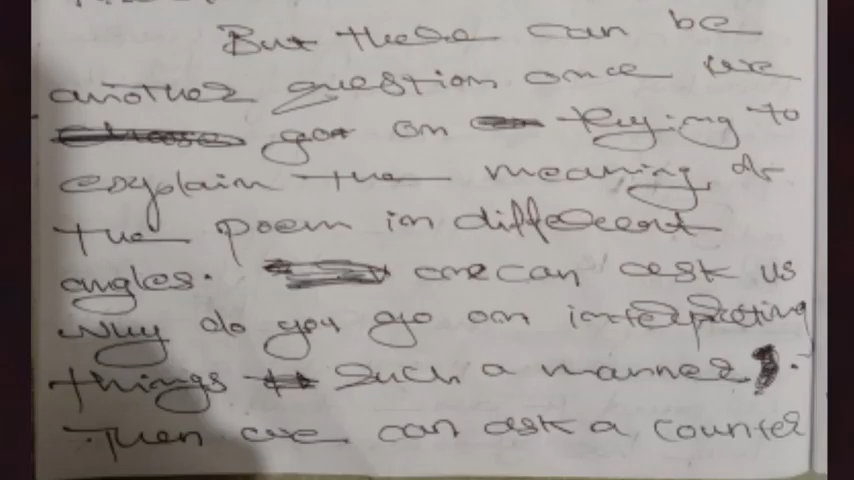 But there can be
another question once we
got on trying to
explain the meaning of
the poem in different
angles. one can ask us
why do you go on interpreting
things such a manner.
Then we can ask a counter